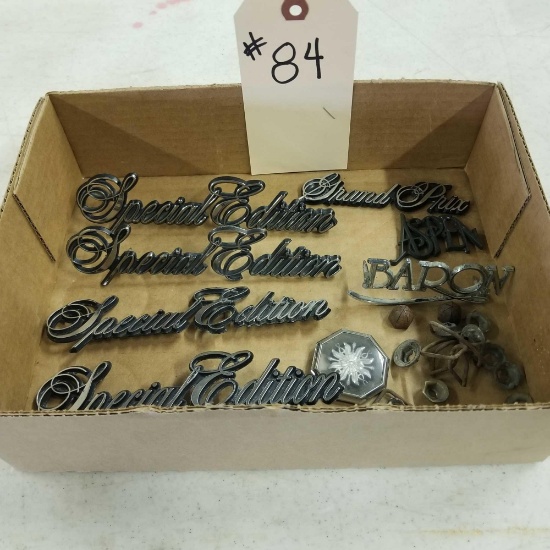 # 84
Special Edition
Grand Prix
Special Edition
ASPEN
BARON
Special Edition
Special Edition